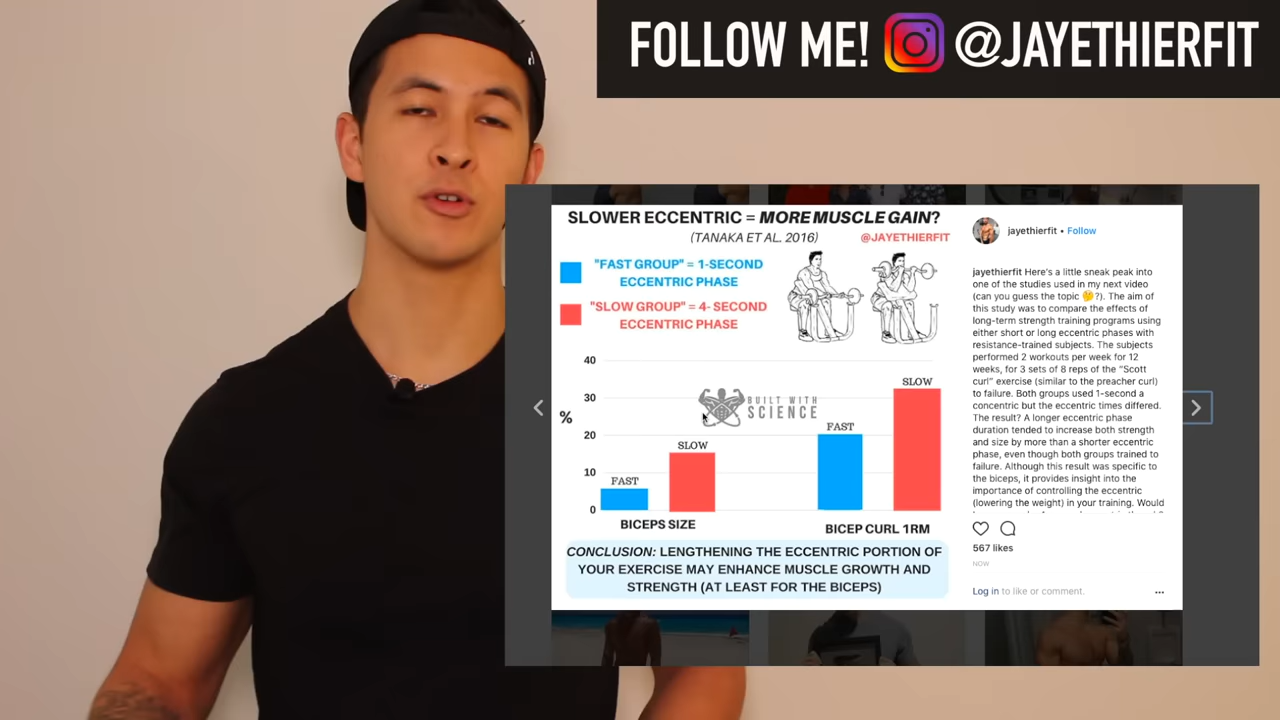 FOLLOW ME! @JAYETHIERFIT
SLOWER ECCENTRIC = MORE MUSCLE GAIN?
(TANAKA ET AL. 2016) @JAYETHIERFIT
"FAST GROUP" = 1-SECOND
ECCENTRIC PHASE
"SLOW GROUP" = 4- SECOND
ECCENTRIC PHASE
40
30
20
10
0
%
BUILT WITH
SCIENCE
FAST
SLOW
FAST
SLOW
BICEPS SIZE
BICEP CURL 1RM
CONCLUSION: LENGTHENING THE ECCENTRIC PORTION OF
YOUR EXERCISE MAY ENHANCE MUSCLE GROWTH AND
STRENGTH (AT LEAST FOR THE BICEPS)
jayethierfit • Follow
jayethierfit Here's a little sneak peak into
one of the studies used in my next video
(can you guess the topic 🤔?). The aim of
this study was to compare the effects of
long-term strength training programs using
either short or long eccentric phases with
resistance-trained subjects. The subjects
performed 2 workouts per week for 12
weeks, for 3 sets of 8 reps of the "Scott
curl" exercise (similar to the preacher curl)
to failure. Both groups used 1-second a
concentric but the eccentric times differed.
The result? A longer eccentric phase
duration tended to increase both strength
and size by more than a shorter eccentric
phase, even though both groups trained to
failure. Although this result was specific to
the biceps, it provides insight into the
importance of controlling the eccentric
(lowering the weight) in your training. Would
567 likes
NOW
Log in to like or comment.